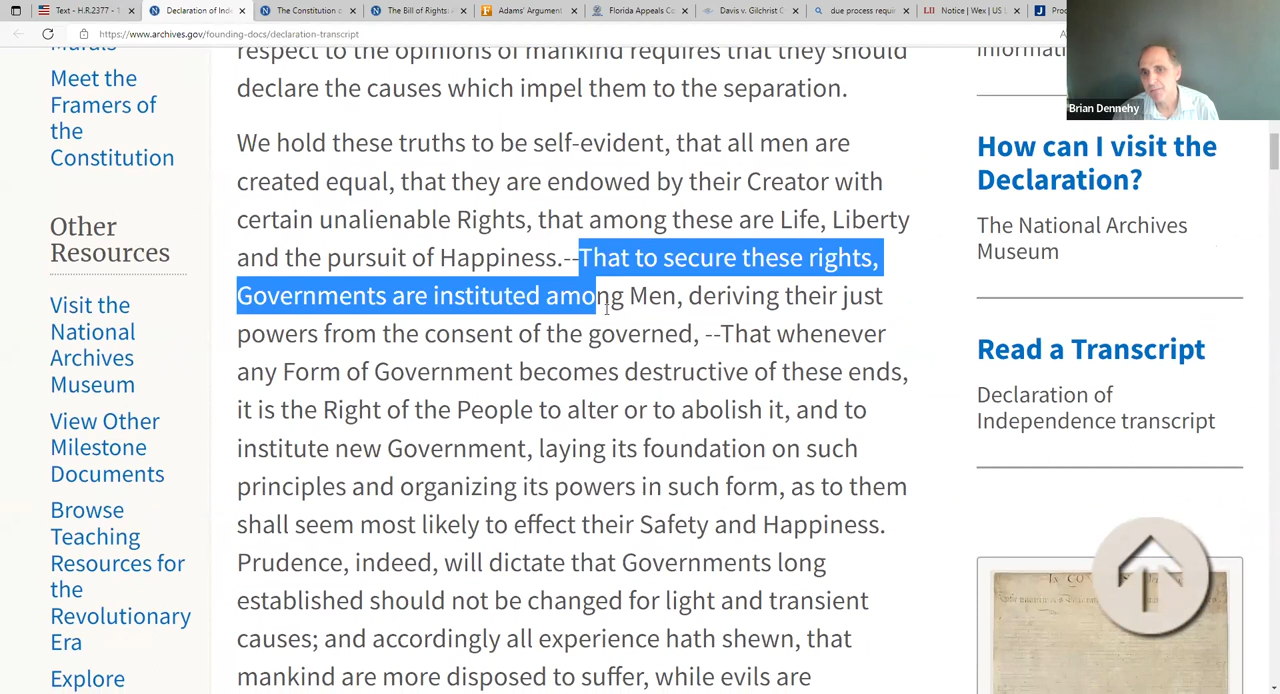 Text - H.R.2377 - 1
Declaration of Inde
The Constitution o
The Bill of Rights: A
Adams' Argument
Florida Appeals Co
Davis v. Gilchrist C
due process requir
LII Notice | Wex | US
Proc
https://www.archives.gov/founding-docs/declaration-transcript
Brian Dennehy
Murals
Meet the
Framers of
the
Constitution
Other
Resources
Visit the
National
Archives
Museum
View Other
Milestone
Documents
Browse
Teaching
Resources for
the
Revolutionary
Era
Explore
respect to the opinions of mankind requires that they should
declare the causes which impel them to the separation.
We hold these truths to be self-evident, that all men are
created equal, that they are endowed by their Creator with
certain unalienable Rights, that among these are Life, Liberty
and the pursuit of Happiness.--That to secure these rights,
Governments are instituted among Men, deriving their just
powers from the consent of the governed, --That whenever
any Form of Government becomes destructive of these ends,
it is the Right of the People to alter or to abolish it, and to
institute new Government, laying its foundation on such
principles and organizing its powers in such form, as to them
shall seem most likely to effect their Safety and Happiness.
Prudence, indeed, will dictate that Governments long
established should not be changed for light and transient
causes; and accordingly all experience hath shewn, that
mankind are more disposed to suffer, while evils are
How can I visit the
Declaration?
The National Archives
Museum
Read a Transcript
Declaration of
Independence transcript